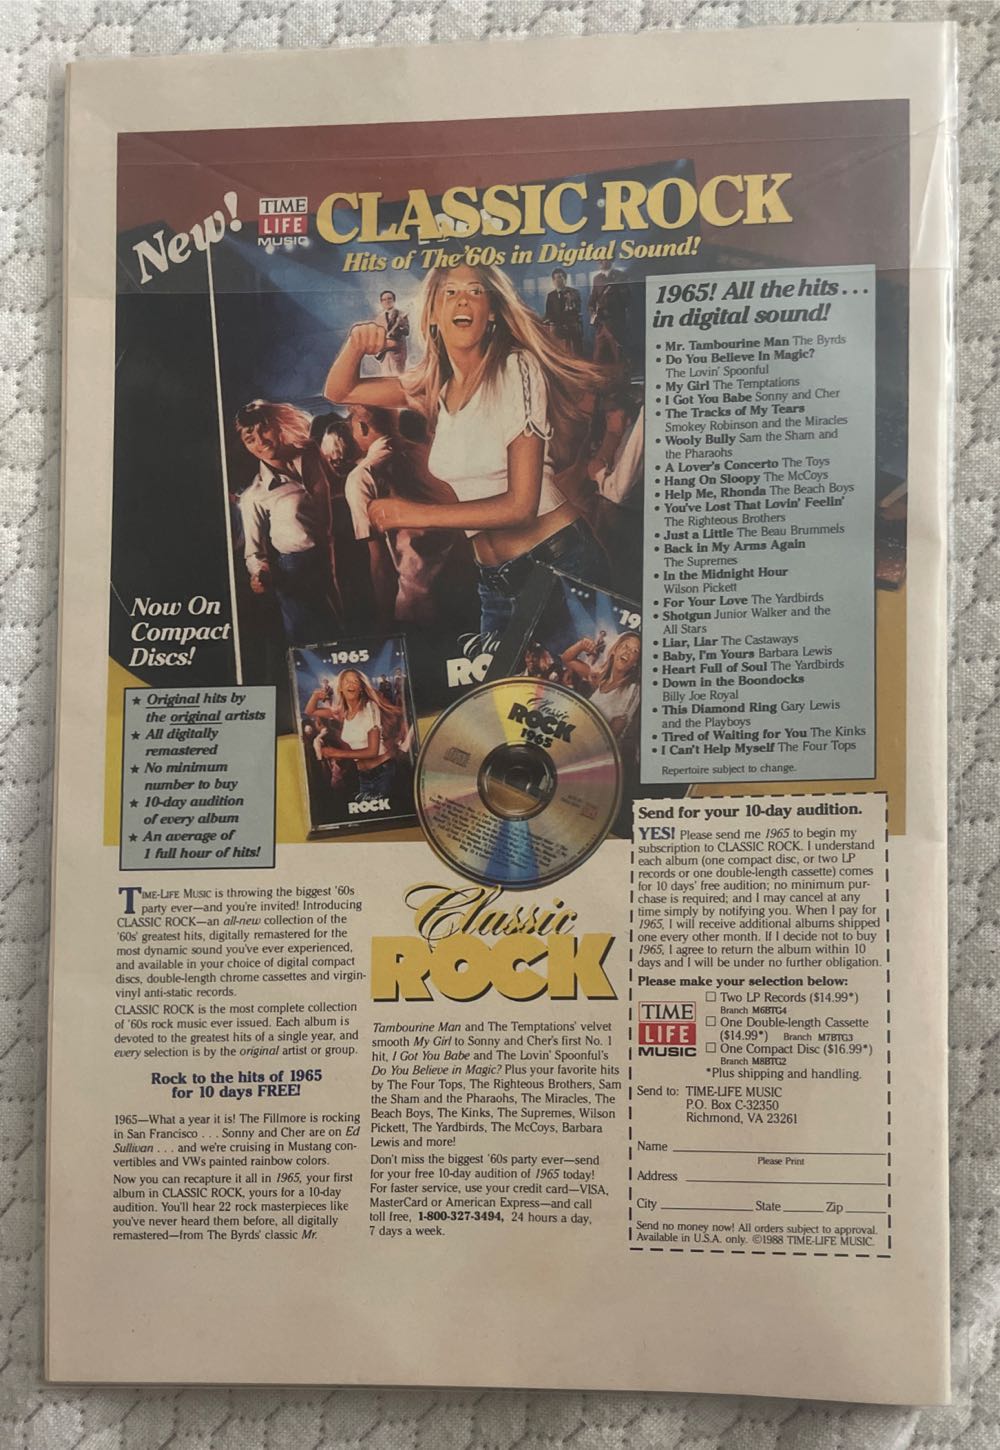 New!
TIME
LIFE
MUSIC
CLASSIC ROCK
Hits of The '60s in Digital Sound!
1965! All the hits . . .
in digital sound!
• Mr. Tambourine Man The Byrds
• Do You Believe In Magic?
The Lovin' Spoonful
• My Girl The Temptations
• I Got You Babe Sonny and Cher
• The Tracks of My Tears
Smokey Robinson and the Miracles
• Wooly Bully Sam the Sham and
the Pharaohs
• A Lover's Concerto The Toys
• Hang On Sloopy The McCoys
• Help Me, Rhonda The Beach Boys
• You've Lost That Lovin' Feelin'
The Righteous Brothers
• Just a Little The Beau Brummels
• Back in My Arms Again
The Supremes
• In the Midnight Hour
Wilson Pickett
• For Your Love The Yardbirds
• Shotgun Junior Walker and the
All Stars
• Liar, Liar The Castaways
• Baby, I'm Yours Barbara Lewis
• Heart Full of Soul The Yardbirds
• Down in the Boondocks
Billy Joe Royal
• This Diamond Ring Gary Lewis
and the Playboys
• Tired of Waiting for You The Kinks
• I Can't Help Myself The Four Tops
Repertoire subject to change.
Now On
Compact
Discs!
★ Original hits by
the original artists
★ All digitally
remastered
★ No minimum
number to buy
★ 10-day audition
of every album
★ An average of
1 full hour of hits!
1965
Classic
ROCK
Cla
ROC
19
Classic
ROCK
1965
Classic
ROCK
TIME-LIFE MUSIC is throwing the biggest '60s
party ever—and you're invited! Introducing
CLASSIC ROCK—an all-new collection of the
'60s' greatest hits, digitally remastered for the
most dynamic sound you've ever experienced,
and available in your choice of digital compact
discs, double-length chrome cassettes and virgin-
vinyl anti-static records.
CLASSIC ROCK is the most complete collection
of '60s rock music ever issued. Each album is
devoted to the greatest hits of a single year, and
every selection is by the original artist or group.
Rock to the hits of 1965
for 10 days FREE!
1965—What a year it is! The Fillmore is rocking
in San Francisco . . . Sonny and Cher are on Ed
Sullivan . . . and we're cruising in Mustang con-
vertibles and VWs painted rainbow colors.
Now you can recapture it all in 1965, your first
album in CLASSIC ROCK, yours for a 10-day
audition. You'll hear 22 rock masterpieces like
you've never heard them before, all digitally
remastered—from The Byrds' classic Mr.
Tambourine Man and The Temptations' velvet
smooth My Girl to Sonny and Cher's first No. 1
hit, I Got You Babe and The Lovin' Spoonful's
Do You Believe in Magic? Plus your favorite hits
by The Four Tops, The Righteous Brothers, Sam
the Sham and the Pharaohs, The Miracles, The
Beach Boys, The Kinks, The Supremes, Wilson
Pickett, The Yardbirds, The McCoys, Barbara
Lewis and more!
Don't miss the biggest '60s party ever—send
for your free 10-day audition of 1965 today!
For faster service, use your credit card—VISA,
MasterCard or American Express—and call
toll free, 1-800-327-3494, 24 hours a day,
7 days a week.
Send for your 10-day audition.
YES! Please send me 1965 to begin my
subscription to CLASSIC ROCK. I understand
each album (one compact disc, or two LP
records or one double-length cassette) comes
for 10 days' free audition; no minimum pur-
chase is required; and I may cancel at any
time simply by notifying you. When I pay for
1965, I will receive additional albums shipped
one every other month. If I decide not to buy
1965, I agree to return the album within 10
days and I will be under no further obligation.
Please make your selection below:
TIME
LIFE
MUSIC
☐ Two LP Records ($14.99*)
Branch M6BTG4
☐ One Double-length Cassette
($14.99*) Branch M7BTG3
☐ One Compact Disc ($16.99*)
Branch M8BTG2
*Plus shipping and handling.
Send to: TIME-LIFE MUSIC
P.O. Box C-32350
Richmond, VA 23261
Name
Please Print
Address
City State Zip
Send no money now! All orders subject to approval.
Available in U.S.A. only. ©1988 TIME-LIFE MUSIC.